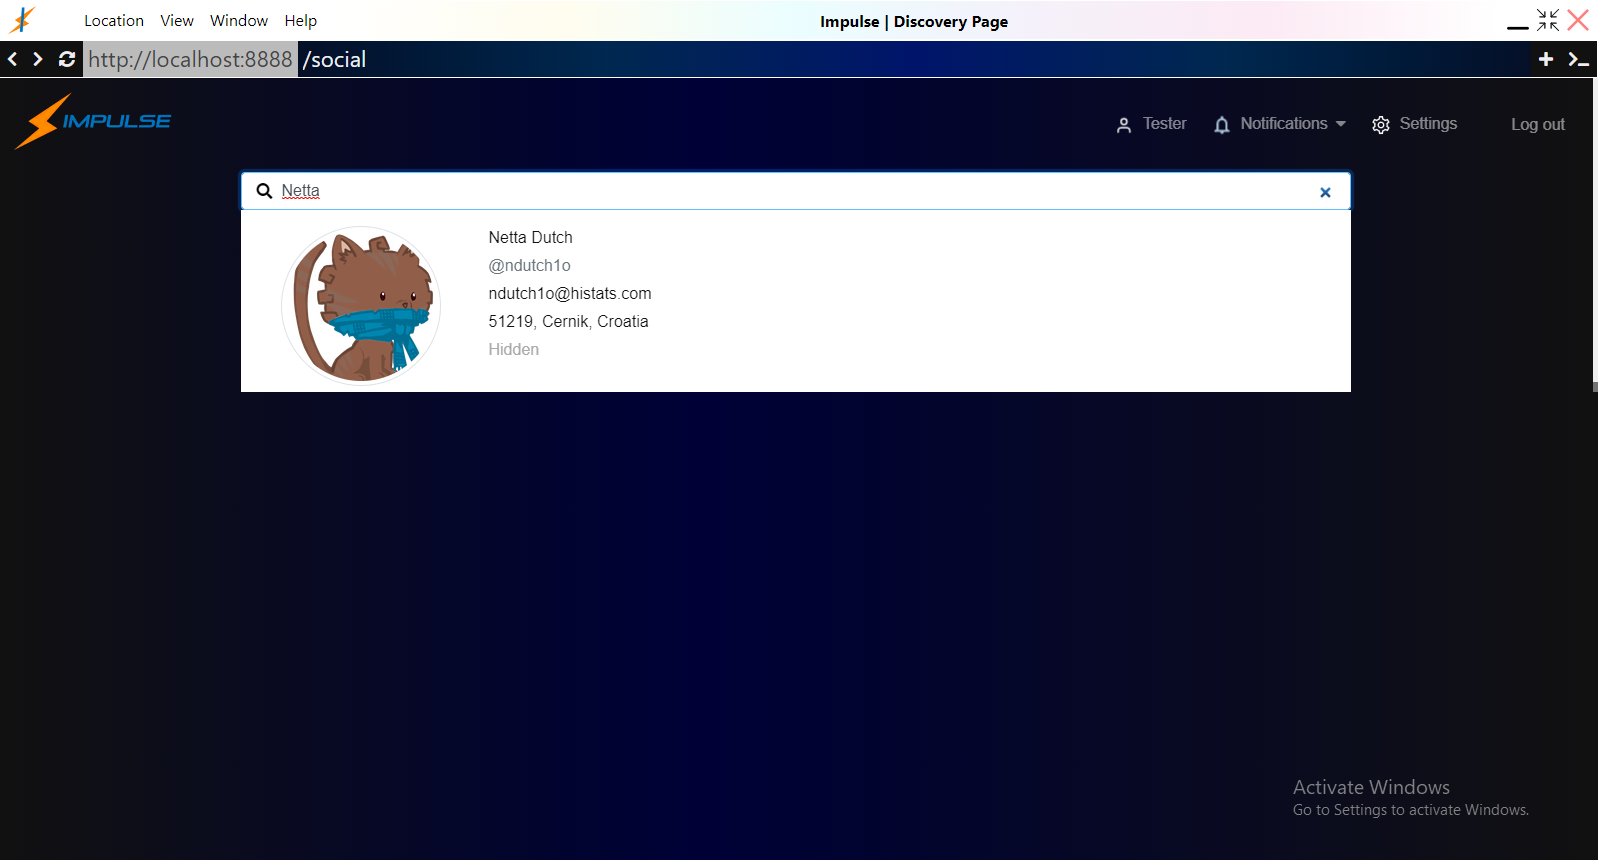 Location View Window Help Impulse | Discovery Page
http://localhost:8888 /social
IMPULSE Tester Notifications Settings Log out
Netta
Netta Dutch
@ndutch1o
ndutch1o@histats.com
51219, Cernik, Croatia
Hidden
Activate Windows
Go to Settings to activate Windows.